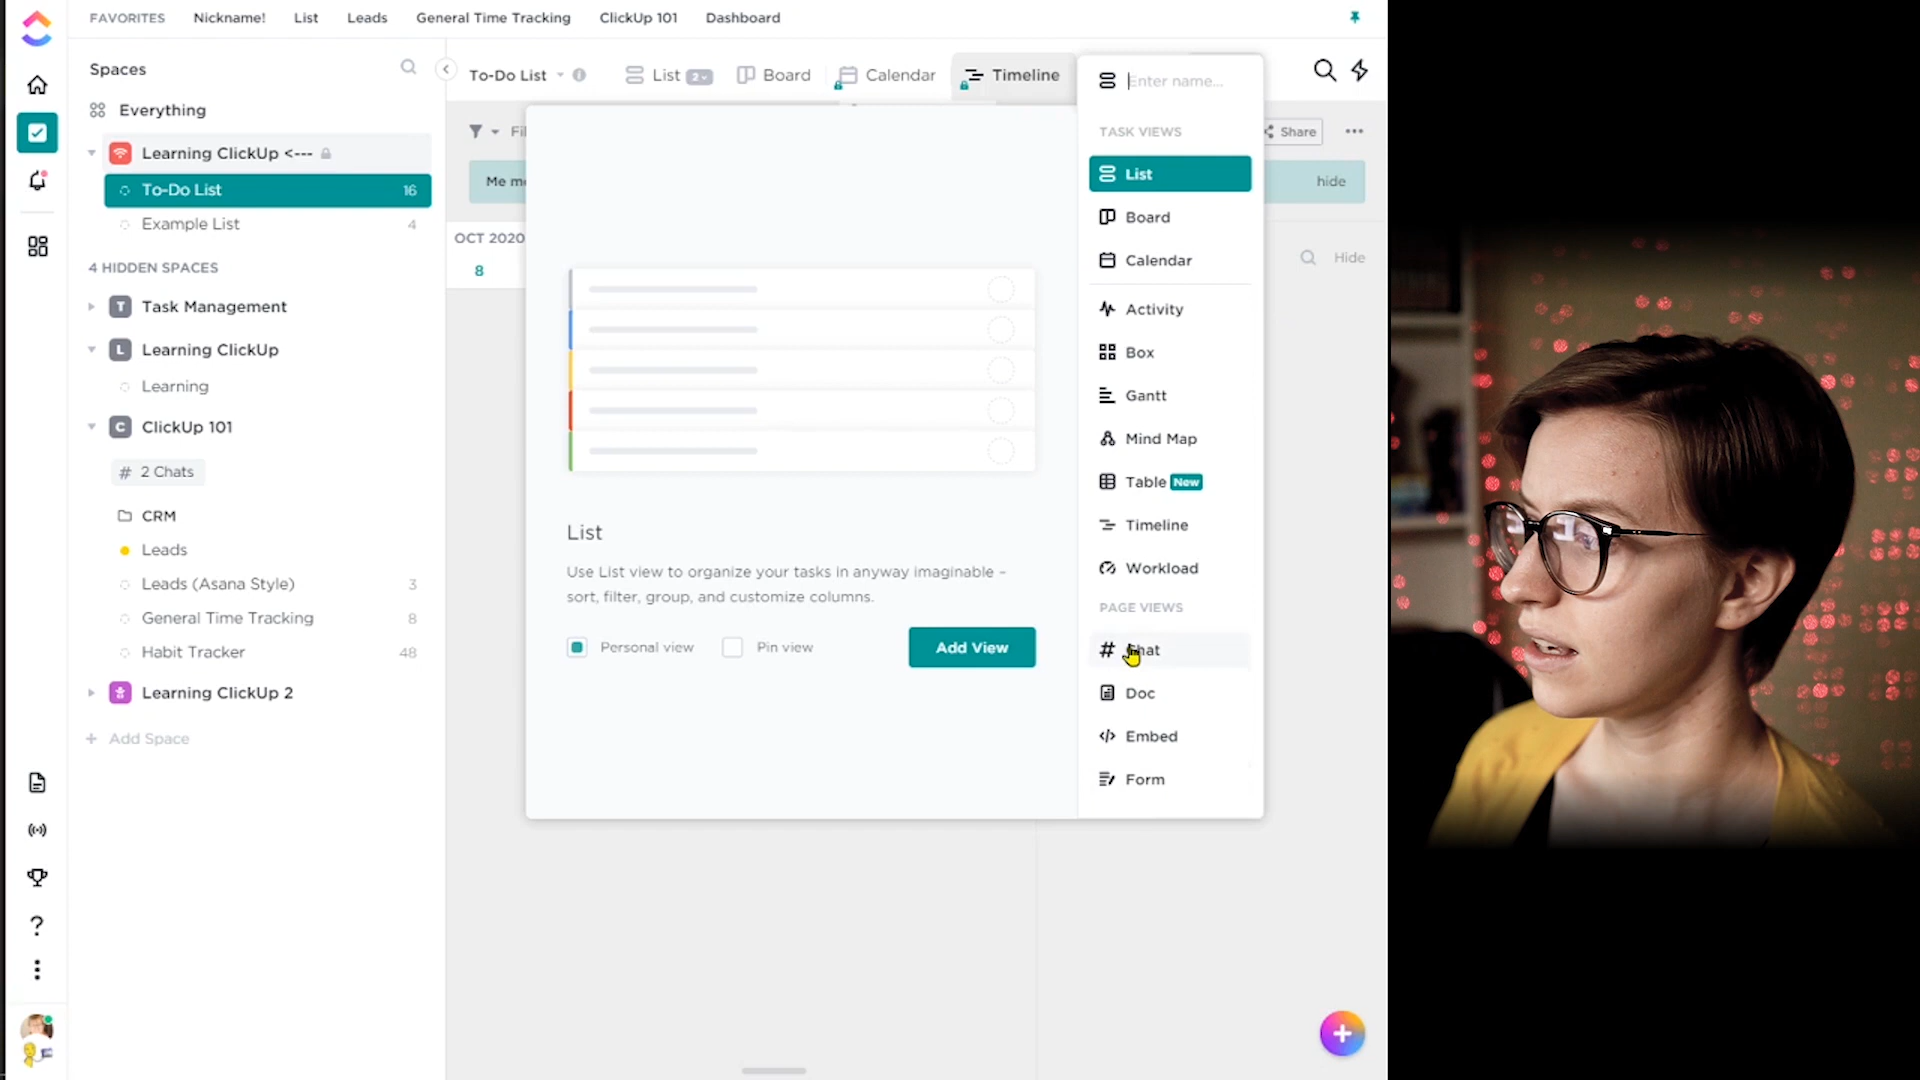 FAVORITES Nickname! List Leads General Time Tracking ClickUp 101 Dashboard
Spaces
Everything
Learning ClickUp <---
To-Do List 16
Example List 4
4 HIDDEN SPACES
T Task Management
L Learning ClickUp
Learning
C ClickUp 101
# 2 Chats
CRM
Leads
Leads (Asana Style) 3
General Time Tracking 8
Habit Tracker 48
Learning ClickUp 2
+ Add Space
To-Do List List 2 Board Calendar Timeline
Share
hide
OCT 2020
8
Hide
List
Use List view to organize your tasks in anyway imaginable –
sort, filter, group, and customize columns.
Personal view Pin view Add View
Enter name...
TASK VIEWS
List
Board
Calendar
Activity
Box
Gantt
Mind Map
Table New
Timeline
Workload
PAGE VIEWS
Doc
Embed
Form